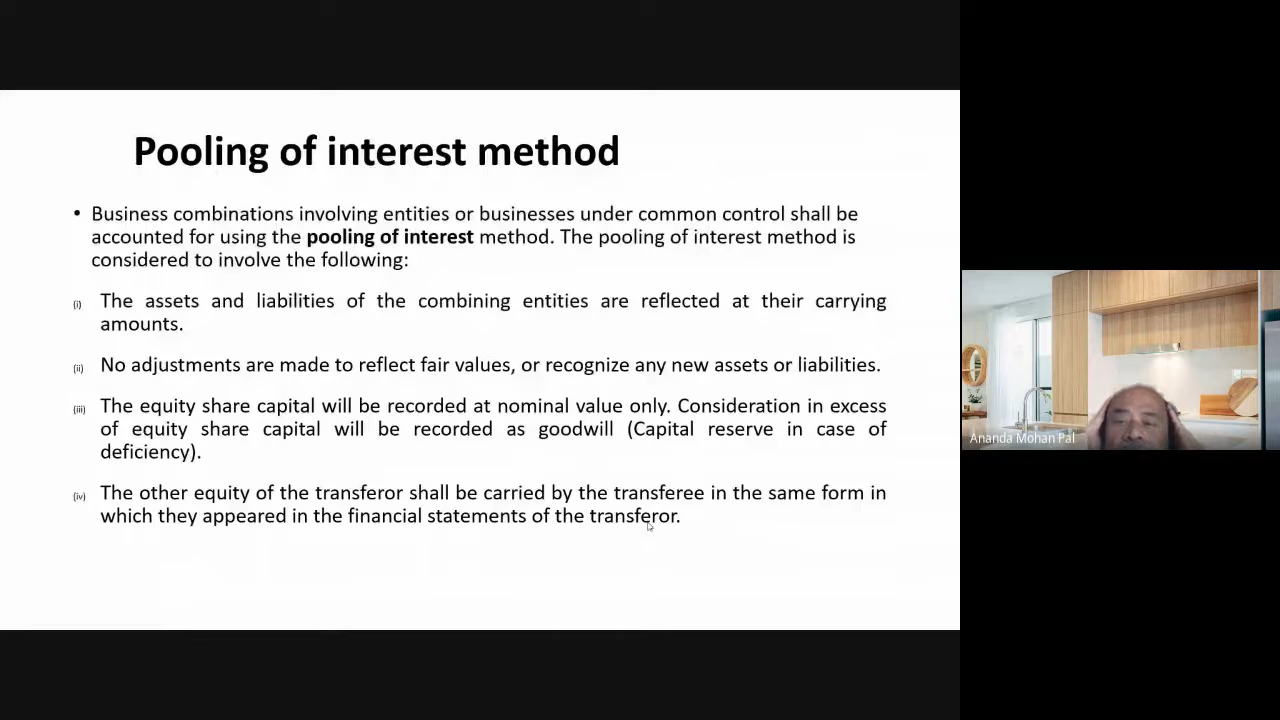 Pooling of interest method
• Business combinations involving entities or businesses under common control shall be
accounted for using the pooling of interest method. The pooling of interest method is
considered to involve the following:
(i) The assets and liabilities of the combining entities are reflected at their carrying
amounts.
(ii) No adjustments are made to reflect fair values, or recognize any new assets or liabilities.
(iii) The equity share capital will be recorded at nominal value only. Consideration in excess
of equity share capital will be recorded as goodwill (Capital reserve in case of
deficiency).
(iv) The other equity of the transferor shall be carried by the transferee in the same form in
which they appeared in the financial statements of the transferor.
Ananda Mohan Pal